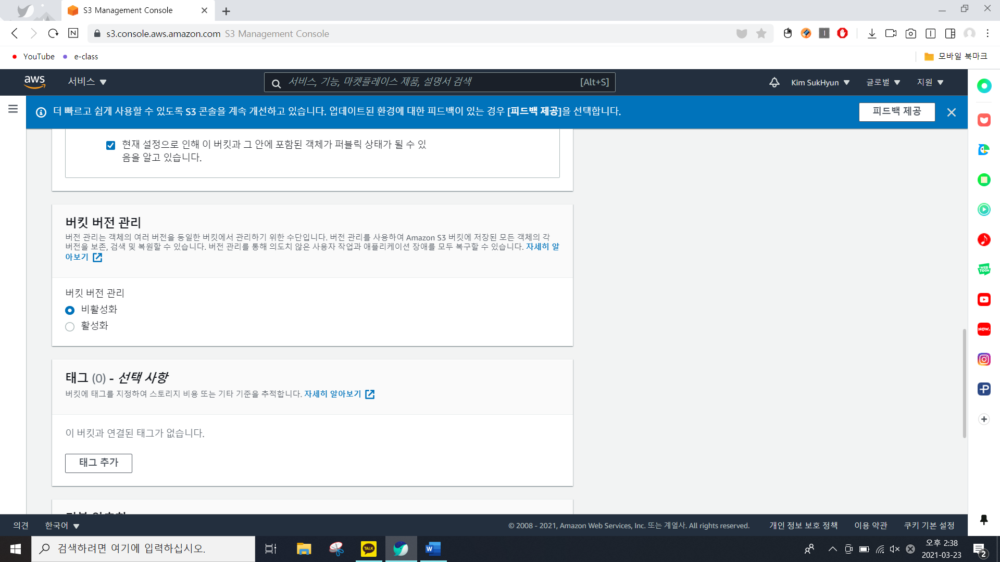 S3 Management Console
N
s3.console.aws.amazon.com S3 Management Console
YouTube e-class
모바일 북마크
aws 서비스
서비스, 기능, 마켓플레이스 제품, 설명서 검색 [Alt+S]
Kim SukHyun 글로벌 지원
더 빠르고 쉽게 사용할 수 있도록 S3 콘솔을 계속 개선하고 있습니다. 업데이트된 환경에 대한 피드백이 있는 경우 [피드백 제공]을 선택합니다.
피드백 제공
현재 설정으로 인해 이 버킷과 그 안에 포함된 객체가 퍼블릭 상태가 될 수 있
음을 알고 있습니다.
버킷 버전 관리
버전 관리는 객체의 여러 버전을 동일한 버킷에서 관리하기 위한 수단입니다. 버전 관리를 사용하여 Amazon S3 버킷에 저장된 모든 객체의 각
버전을 보존, 검색 및 복원할 수 있습니다. 버전 관리를 통해 의도치 않은 사용자 작업과 애플리케이션 장애를 모두 복구할 수 있습니다. 자세히 알
아보기
버킷 버전 관리
비활성화
활성화
태그 (0) - 선택 사항
버킷에 태그를 지정하여 스토리지 비용 또는 기타 기준을 추적합니다. 자세히 알아보기
이 버킷과 연결된 태그가 없습니다.
태그 추가
WEB
TOON
NOW.
의견 한국어
© 2008 - 2021, Amazon Web Services, Inc. 또는 계열사. All rights reserved. 개인 정보 보호 정책 이용 약관 쿠키 기본 설정
검색하려면 여기에 입력하십시오.
TALK
W
오후 2:38
2021-03-23
2